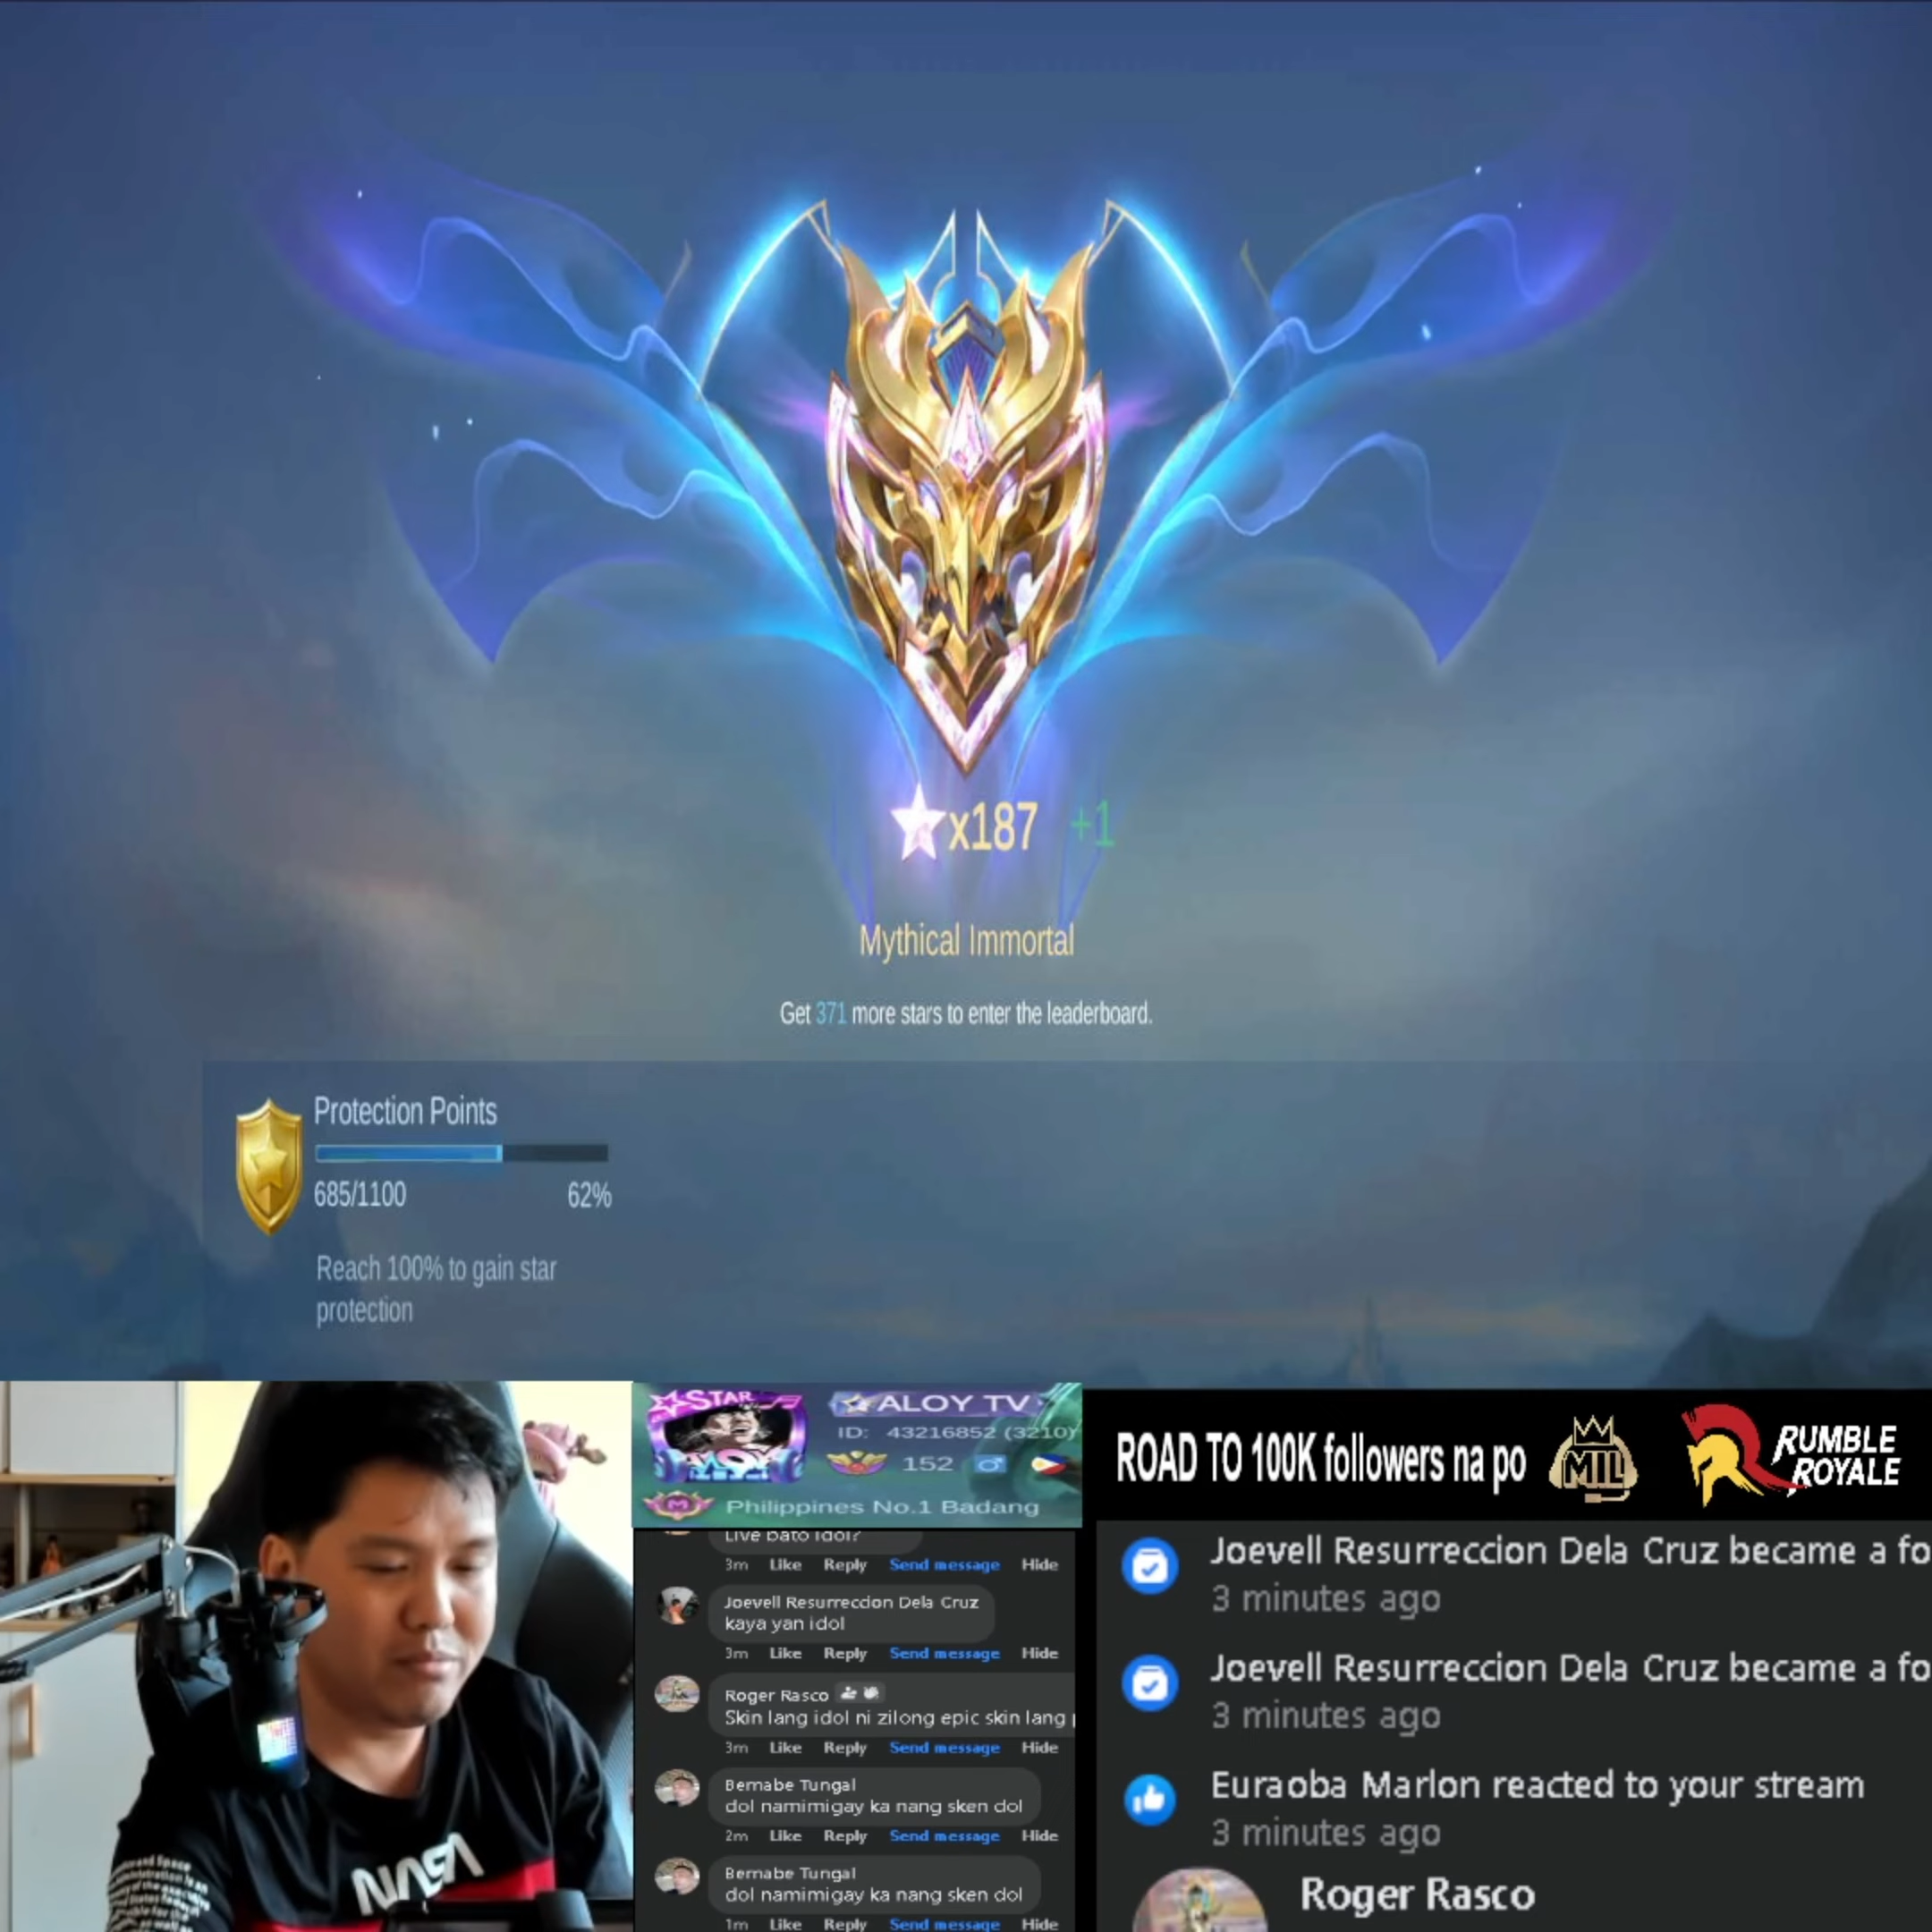 x187 +1
Mythical Immortal
Get 371 more stars to enter the leaderboard.
Protection Points
685/1100 62%
Reach 100% to gain star
protection
STAR
ALOY TV
ID: 43216852 (3210)
152
M
Philippines No.1 Badang
ROAD TO 100K followers na po
MIL
RUMBLE
ROYALE
Live bato idol?
3m Like Reply Send message Hide
Joevell Resurreccion Dela Cruz
kaya yan idol
3m Like Reply Send message Hide
Roger Rasco
Skin lang idol ni zilong epic skin lang
3m Like Reply Send message Hide
Bernabe Tungal
dol namimigay ka nang sken dol
2m Like Reply Send message Hide
Bernabe Tungal
dol namimigay ka nang sken dol
1m Like Reply Send message Hide
Joevell Resurreccion Dela Cruz became a fo
3 minutes ago
Joevell Resurreccion Dela Cruz became a fo
3 minutes ago
Euraoba Marlon reacted to your stream
3 minutes ago
Roger Rasco
NASA